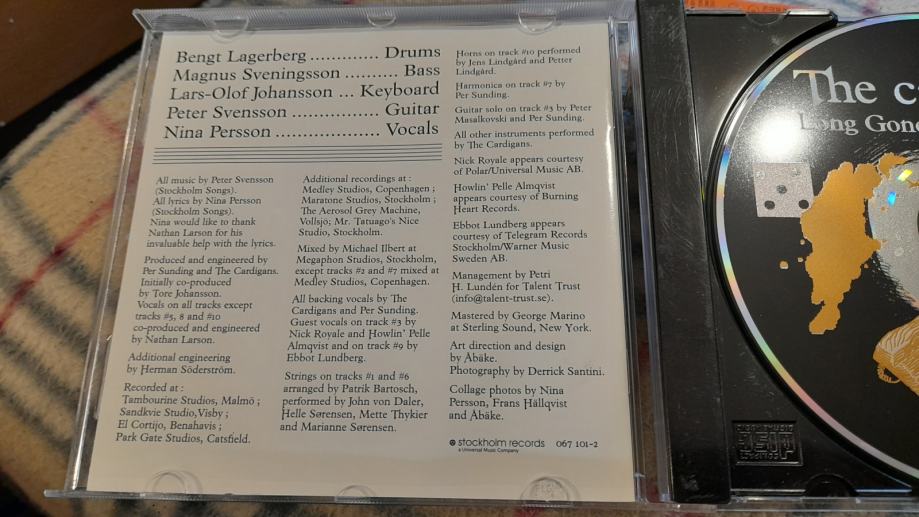 Bengt Lagerberg ............. Drums
Magnus Sveningsson .......... Bass
Lars-Olof Johansson ... Keyboard
Peter Svensson ................. Guitar
Nina Persson .................... Vocals
All music by Peter Svensson
(Stockholm Songs).
All lyrics by Nina Persson
(Stockholm Songs).
Nina would like to thank
Nathan Larson for his
invaluable help with the lyrics.
Produced and engineered by
Per Sunding and The Cardigans.
Initially co-produced
by Tore Johansson.
Vocals on all tracks except
tracks #5, 8 and #10
co-produced and engineered
by Nathan Larson.
Additional engineering
by Herman Söderström.
Recorded at :
Tambourine Studios, Malmö ;
Sandkvie Studio,Visby ;
El Cortijo, Benahavis ;
Park Gate Studios, Catsfield.
Additional recordings at :
Medley Studios, Copenhagen ;
Maratone Studios, Stockholm ;
The Aerosol Grey Machine,
Vollsjö; Mr. Tatuago's Nice
Studio, Stockholm.
Mixed by Michael Ilbert at
Megaphon Studios, Stockholm,
except tracks #2 and #7 mixed at
Medley Studios, Copenhagen.
All backing vocals by The
Cardigans and Per Sunding.
Guest vocals on track #3 by
Nick Royale and Howlin' Pelle
Almqvist and on track #9 by
Ebbot Lundberg.
Strings on tracks #1 and #6
arranged by Patrik Bartosch,
performed by John von Daler,
Helle Sørensen, Mette Thykier
and Marianne Sørensen.
Horns on track #10 performed
by Jens Lindgård and Petter
Lindgård.
Harmonica on track #7 by
Per Sunding.
Guitar solo on track #3 by Peter
Masalkovski and Per Sunding.
All other instruments performed
by The Cardigans.
Nick Royale appears courtesy
of Polar/Universal Music AB.
Howlin' Pelle Almqvist
appears courtesy of Burning
Heart Records.
Ebbot Lundberg appears
courtesy of Telegram Records
Stockholm/Warner Music
Sweden AB.
Management by Petri
H. Lundén for Talent Trust
(info@talent-trust.se).
Mastered by George Marino
at Sterling Sound, New York.
Art direction and design
by Åbäke.
Photography by Derrick Santini.
Collage photos by Nina
Persson, Frans Hällqvist
and Åbäke.
stockholm records 067 101-2
a Universal Music Company
The c
Long Gon